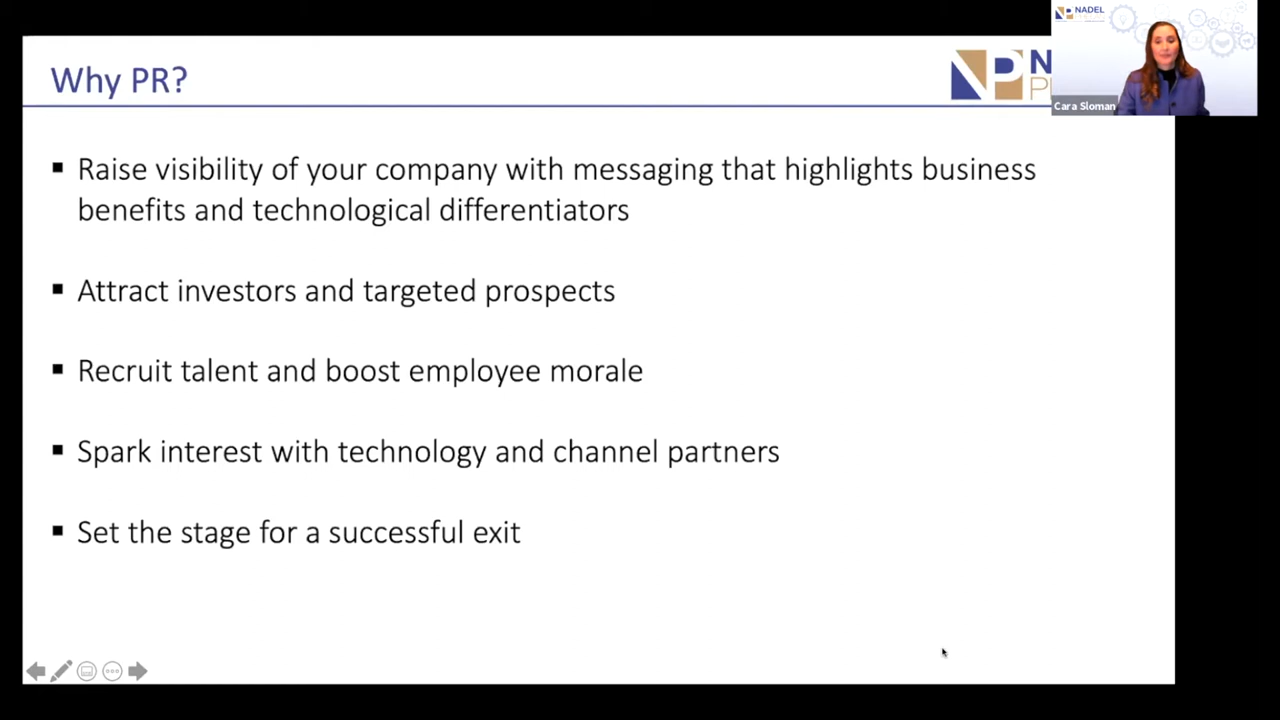 Why PR?
NP
NADEL
Cara Sloman
▪ Raise visibility of your company with messaging that highlights business
benefits and technological differentiators
▪ Attract investors and targeted prospects
▪ Recruit talent and boost employee morale
▪ Spark interest with technology and channel partners
▪ Set the stage for a successful exit